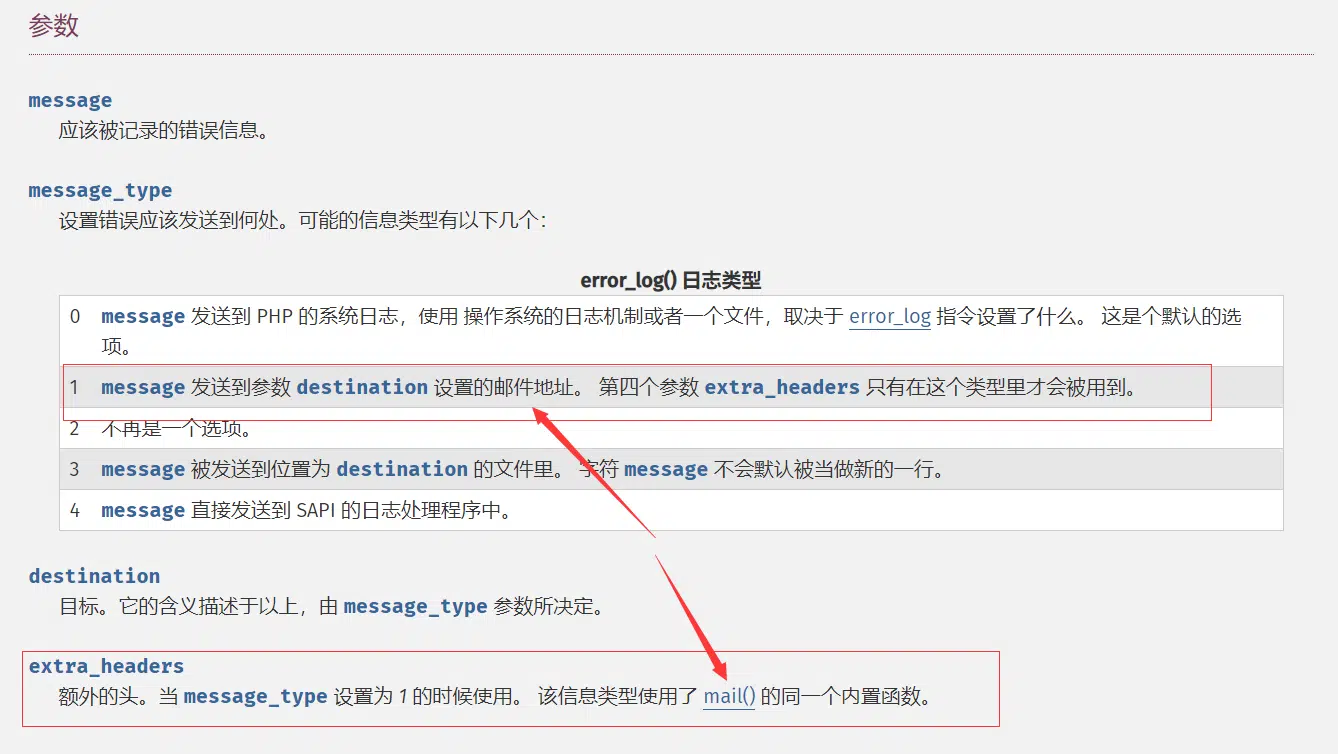 参数
message
应该被记录的错误信息。
message_type
设置错误应该发送到何处。可能的信息类型有以下几个：
error_log() 日志类型
0 message 发送到 PHP 的系统日志，使用 操作系统的日志机制或者一个文件，取决于 error_log 指令设置了什么。 这是个默认的选
项。
1 message 发送到参数 destination 设置的邮件地址。 第四个参数 extra_headers 只有在这个类型里才会被用到。
2 不再是一个选项。
3 message 被发送到位置为 destination 的文件里。 字符 message 不会默认被当做新的一行。
4 message 直接发送到 SAPI 的日志处理程序中。
destination
目标。它的含义描述于以上，由 message_type 参数所决定。
extra_headers
额外的头。当 message_type 设置为 1 的时候使用。 该信息类型使用了 mail() 的同一个内置函数。